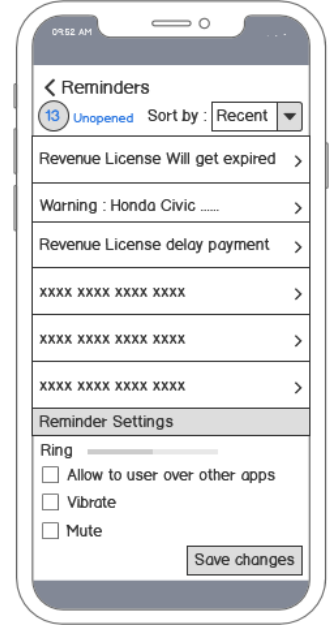 09:52 AM
Reminders
13 Unopened Sort by : Recent
Revenue License Will get expired
Warning : Honda Civic ......
Revenue License delay payment
xxxx xxxx xxxx xxxx
xxxx xxxx xxxx xxxx
xxxx xxxx xxxx xxxx
Reminder Settings
Ring
Allow to user over other apps
Vibrate
Mute
Save changes